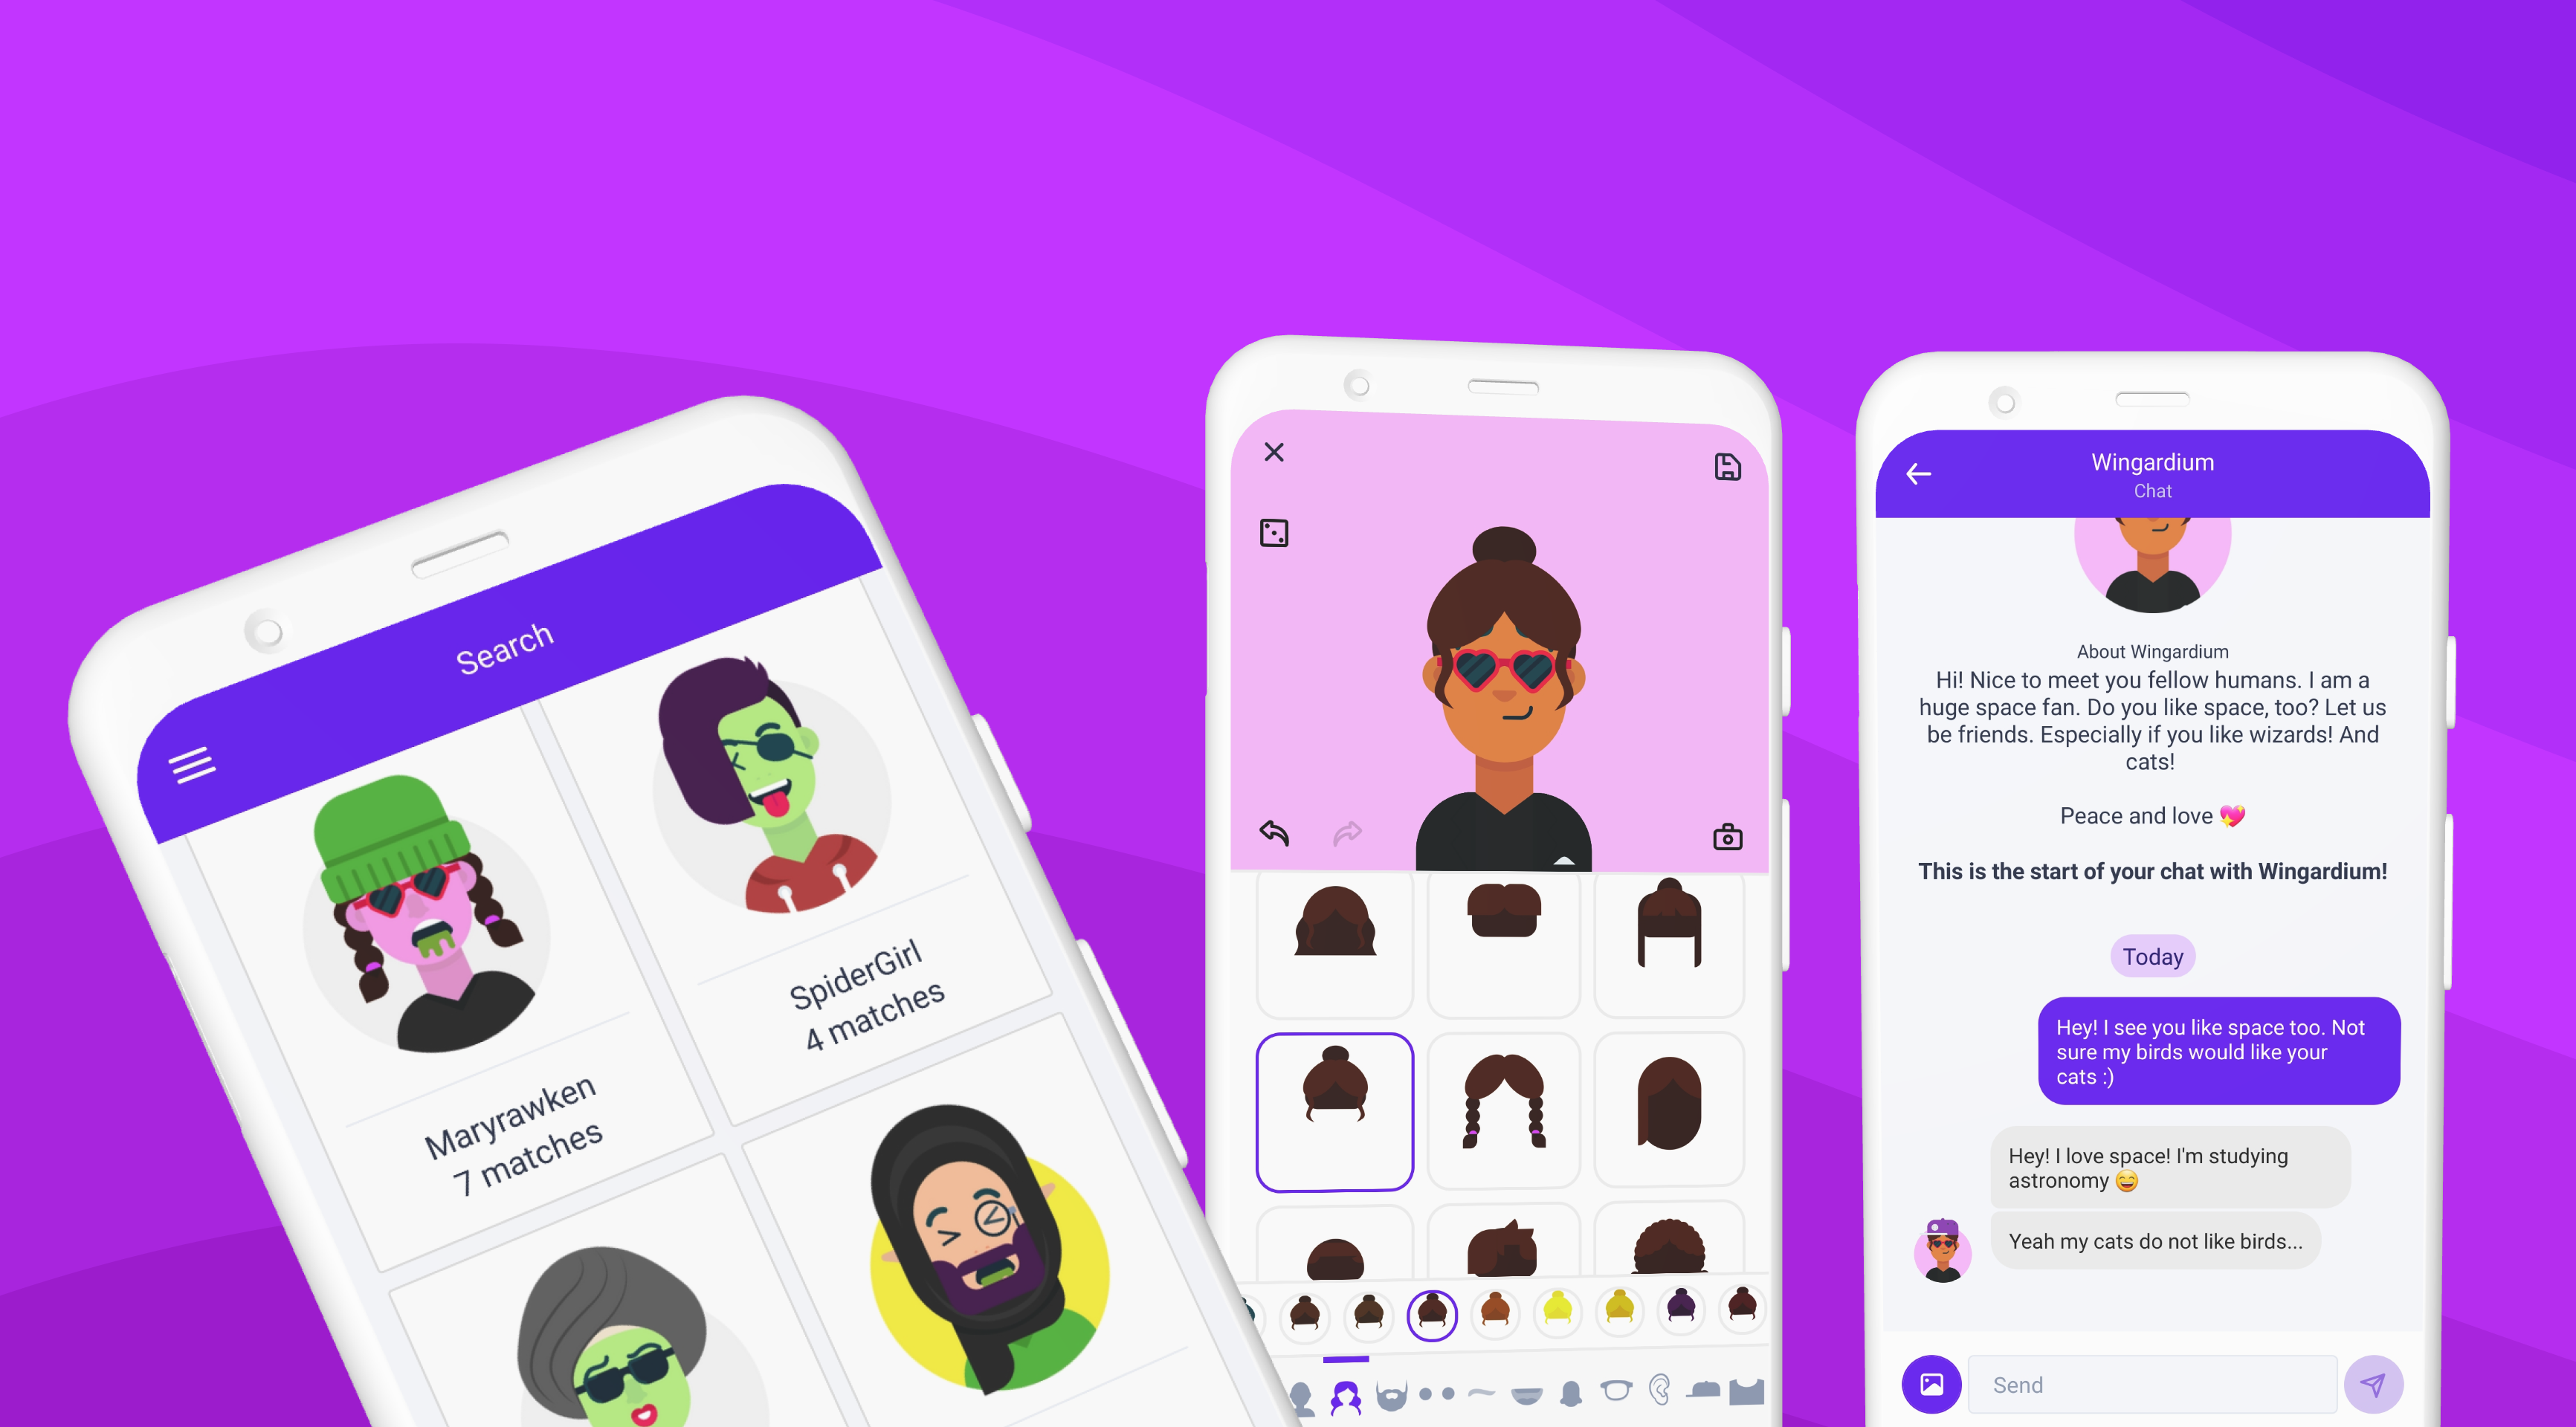 Search
SpiderGirl
4 matches
Maryrawken
7 matches
Wingardium
Chat
About Wingardium
Hi! Nice to meet you fellow humans. I am a
huge space fan. Do you like space, too? Let us
be friends. Especially if you like wizards! And
cats!
Peace and love 💖
This is the start of your chat with Wingardium!
Today
Hey! I see you like space too. Not
sure my birds would like your
cats :)
Hey! I love space! I'm studying
astronomy 😄
Yeah my cats do not like birds...
Send